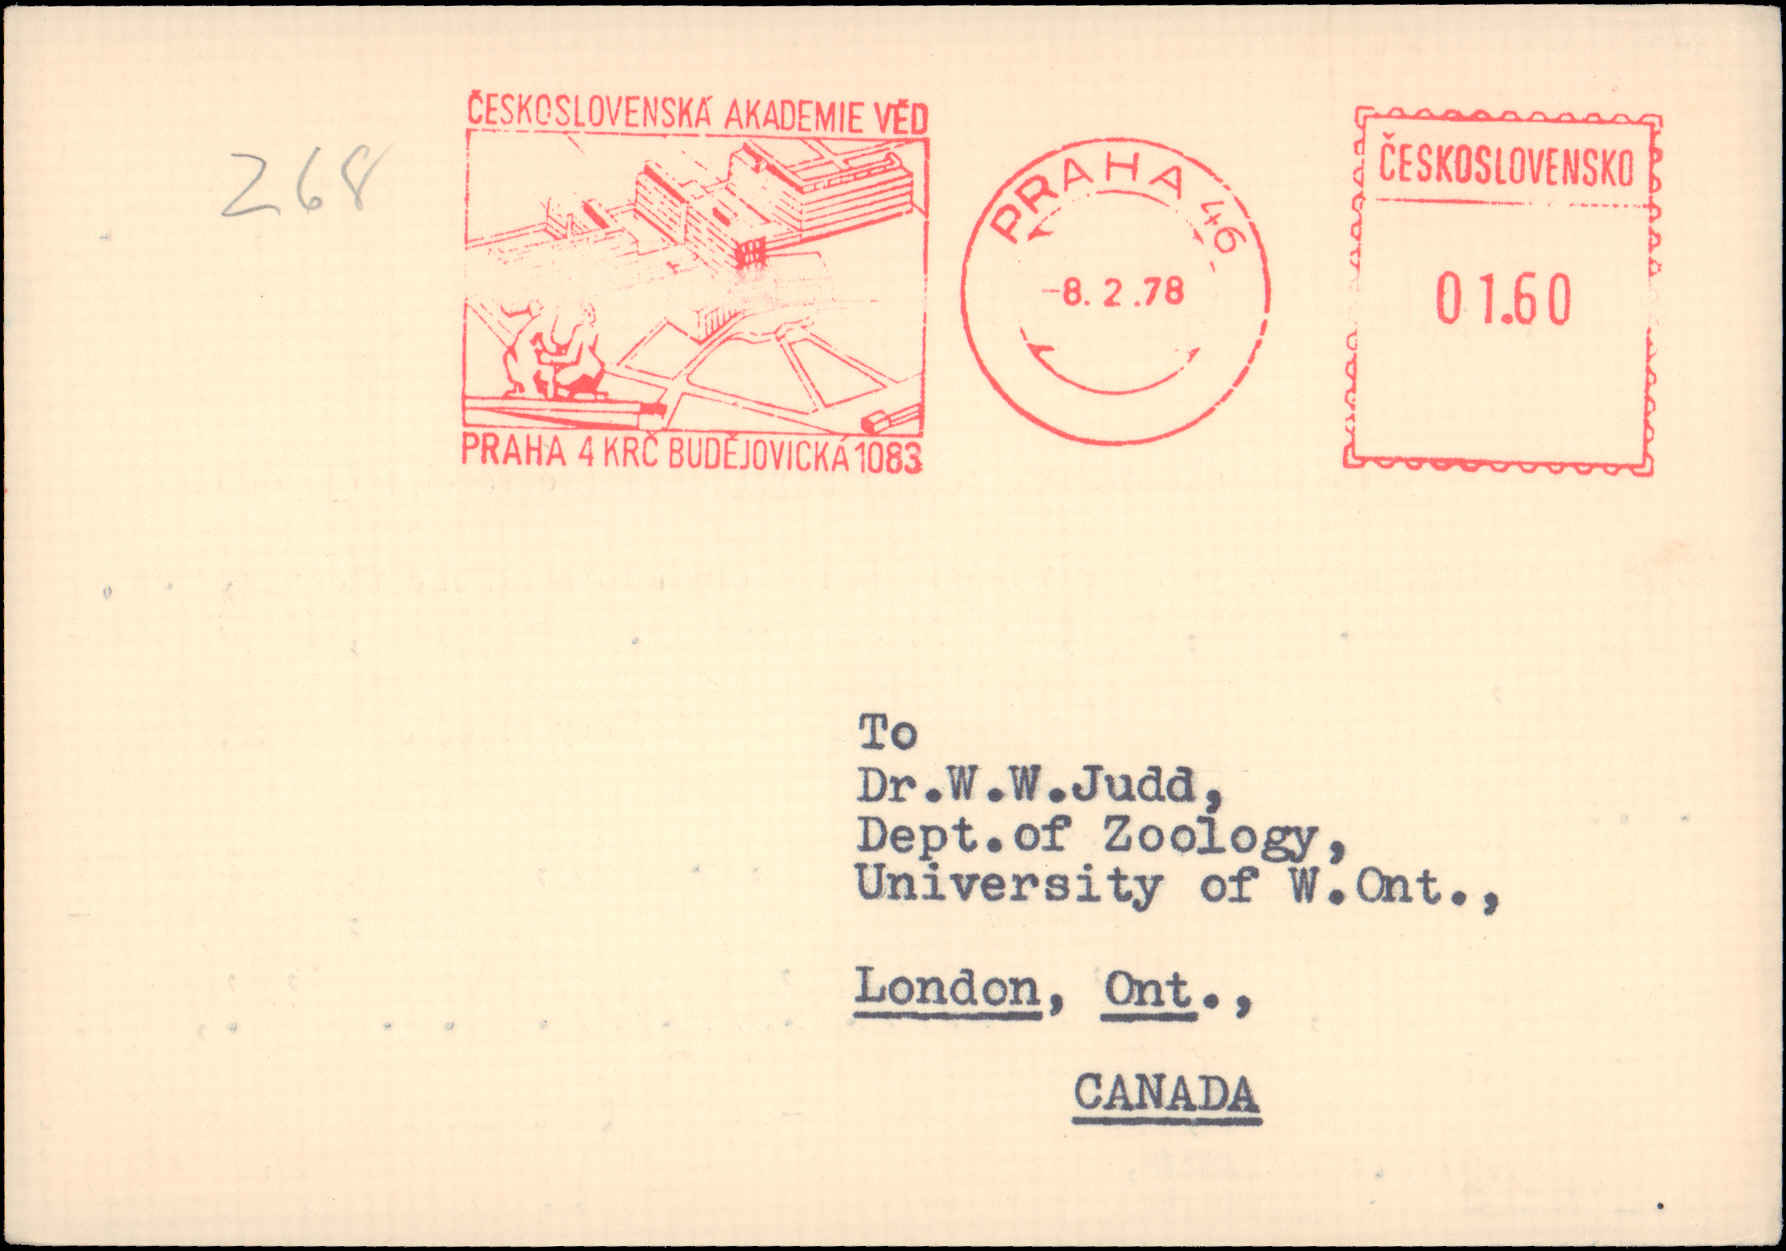 ČESKOSLOVENSKÁ AKADEMIE VĚD
268
PRAHA 46
-8.2.78
ČESKOSLOVENSKO
01.60
PRAHA 4 KRČ BUDĚJOVICKÁ 1083
To
Dr.W.W.Judd,
Dept.of Zoology,
University of W.Ont.,
London, Ont.,
CANADA